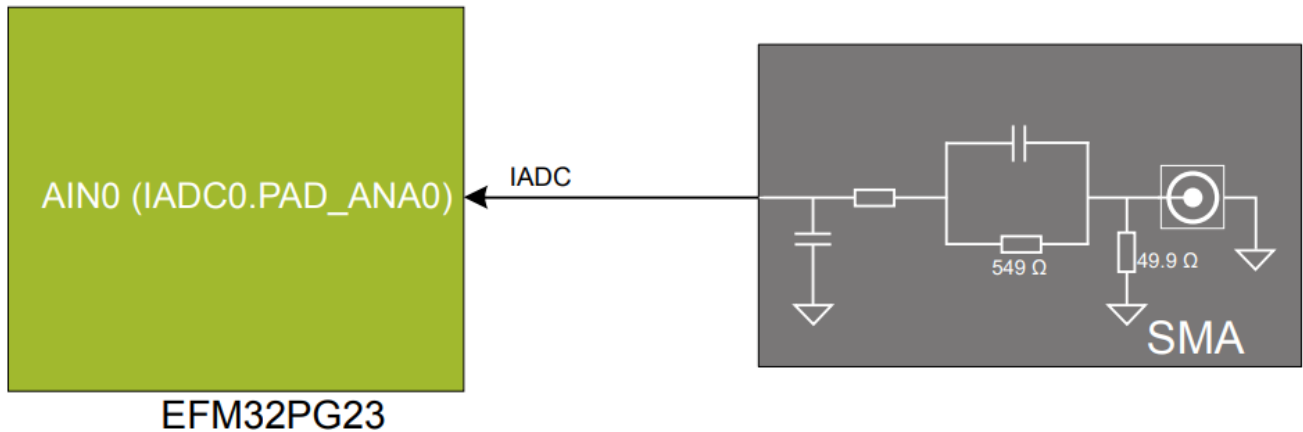 AIN0 (IADC0.PAD_ANA0)
IADC
549 Ω
49.9 Ω
SMA
EFM32PG23